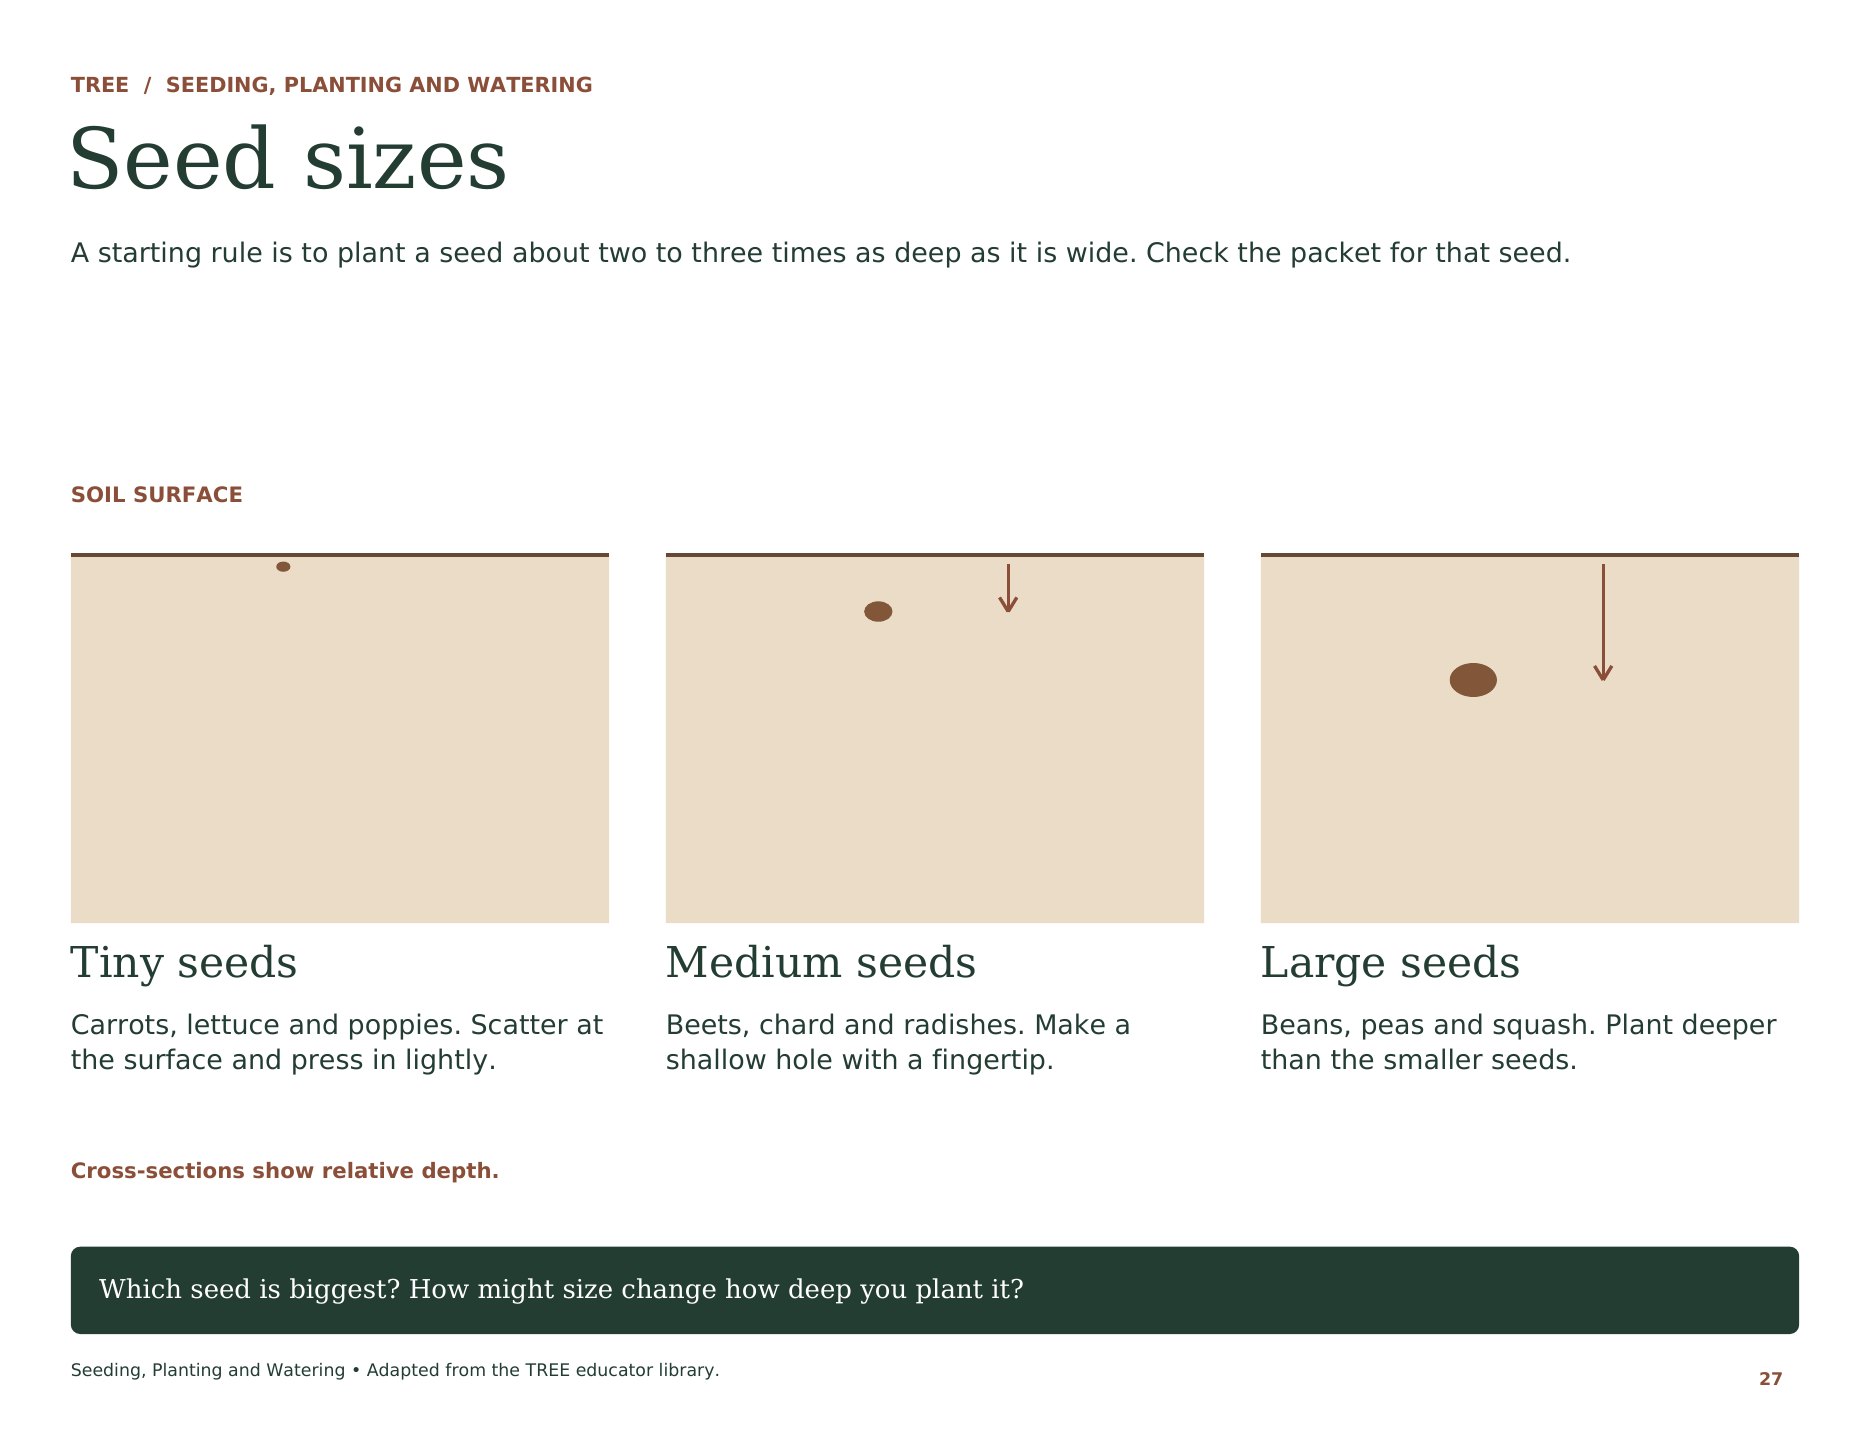 TREE / SEEDING, PLANTING AND WATERING
Seed sizes
A starting rule is to plant a seed about two to three times as deep as it is wide. Check the packet for that seed.
SOIL SURFACE
Tiny seeds
Carrots, lettuce and poppies. Scatter at
the surface and press in lightly.
Medium seeds
Beets, chard and radishes. Make a
shallow hole with a fingertip.
Large seeds
Beans, peas and squash. Plant deeper
than the smaller seeds.
Cross-sections show relative depth.
Which seed is biggest? How might size change how deep you plant it?
Seeding, Planting and Watering • Adapted from the TREE educator library.
27